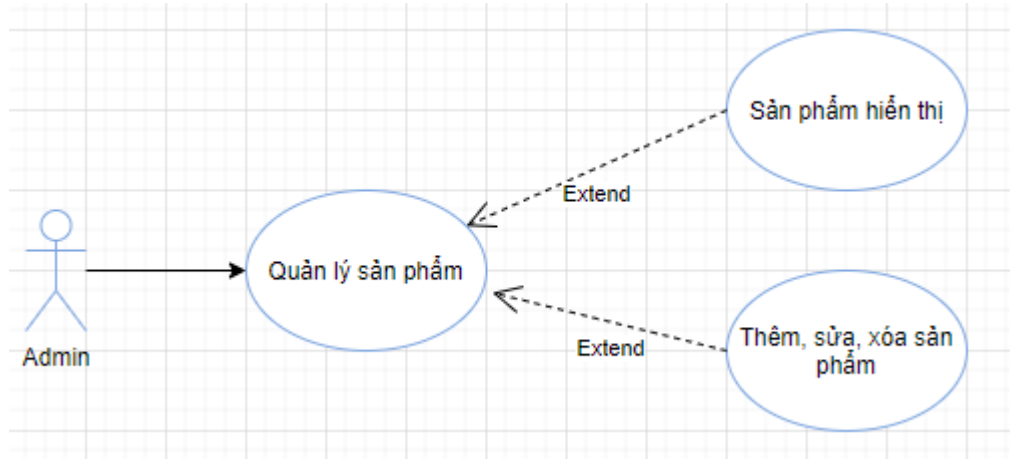 Sản phẩm hiển thị
Extend
Quản lý sản phẩm
Extend
Thêm, sửa, xóa sản
phẩm
Admin